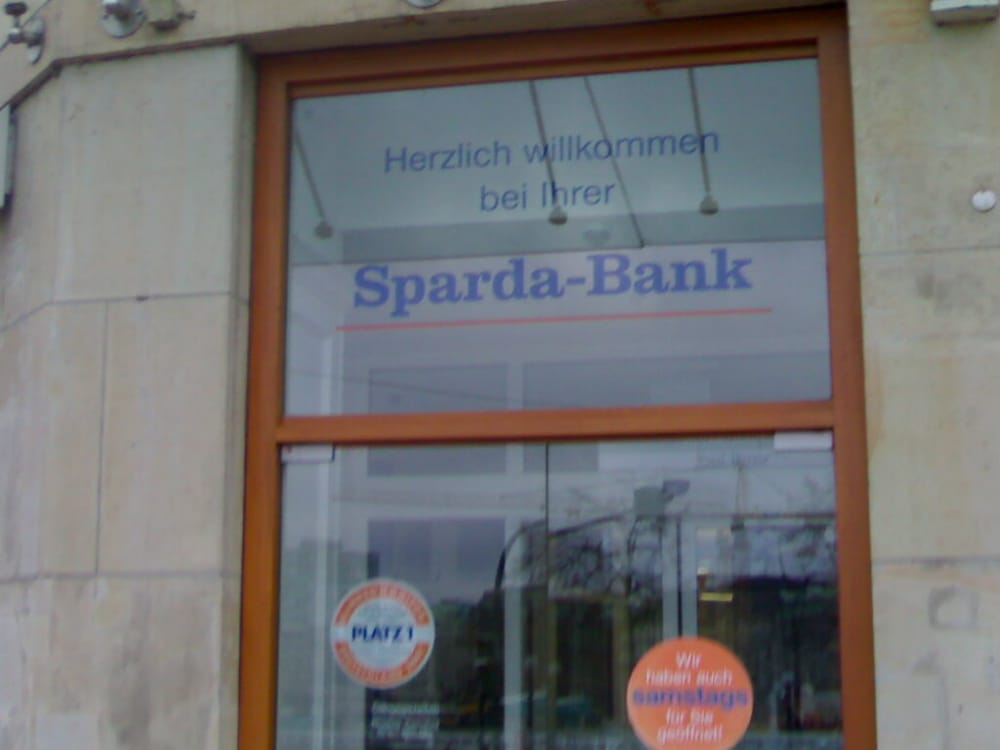 Herzlich willkommen
bei Ihrer
Sparda-Bank
PLATZ 1
Wir
haben auch
samstags
für Sie
geöffnet!